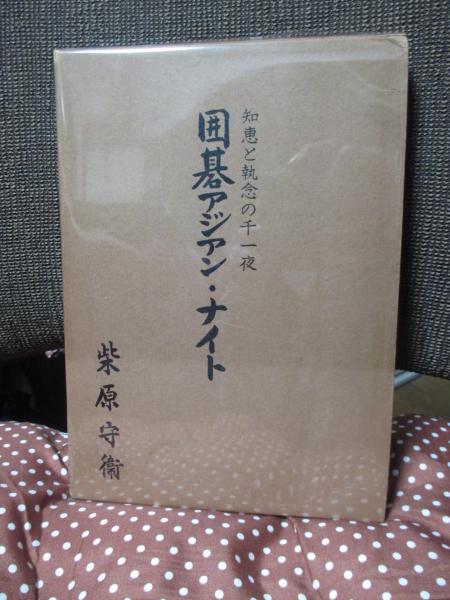 知恵と執念の千一夜
囲碁アジアン・ナイト
柴原守衞